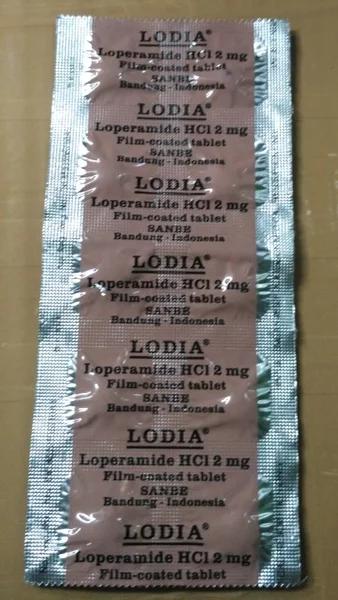 LODIA®
Loperamide HCl 2 mg
Film-coated tablet
SANBE
Bandung - Indonesia
LODIA®
Loperamide HCl 2 mg
Film-coated tablet
SANBE
Bandung - Indonesia
LODIA®
Loperamide HCl 2 mg
Film-coated tablet
SANBE
Bandung - Indonesia
LODIA®
Loperamide HCl 2 mg
Film-coated tablet
SANBE
Bandung - Indonesia
LODIA®
Loperamide HCl 2 mg
Film-coated tablet
SANBE
Bandung - Indonesia
LODIA®
Loperamide HCl 2 mg
Film-coated tablet
SANBE
Bandung - Indonesia
LODIA®
Loperamide HCl 2 mg
Film-coated tablet